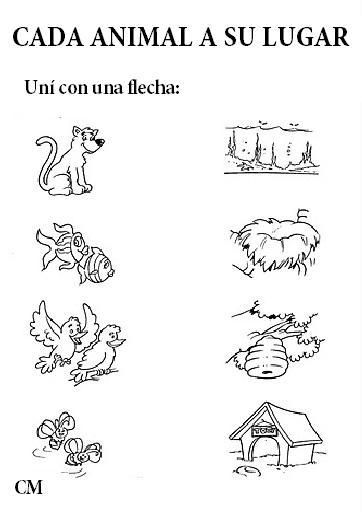 CADA ANIMAL A SU LUGAR
Uní con una flecha:
CM